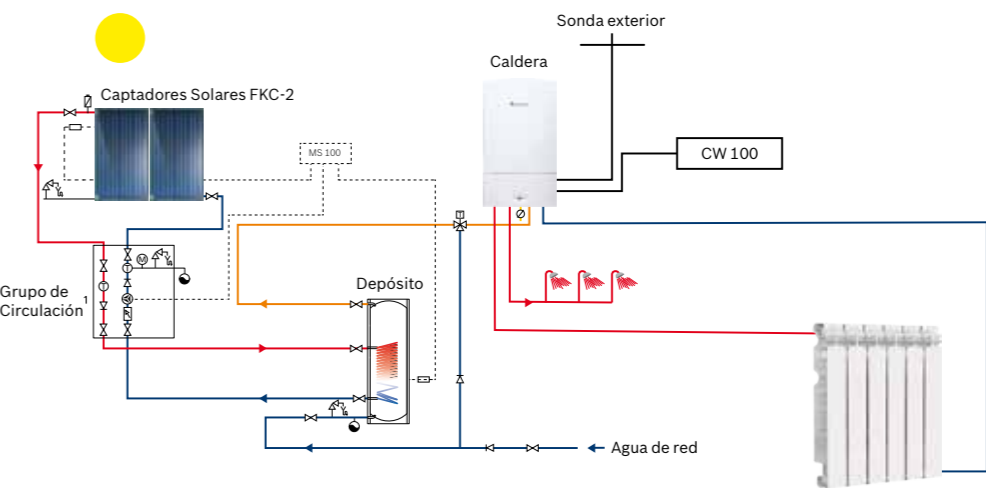 Sonda exterior
Caldera
Captadores Solares FKC-2
MS 100
CW 100
Depósito
Grupo de
Circulación
1
T
M
T
T
Agua de red